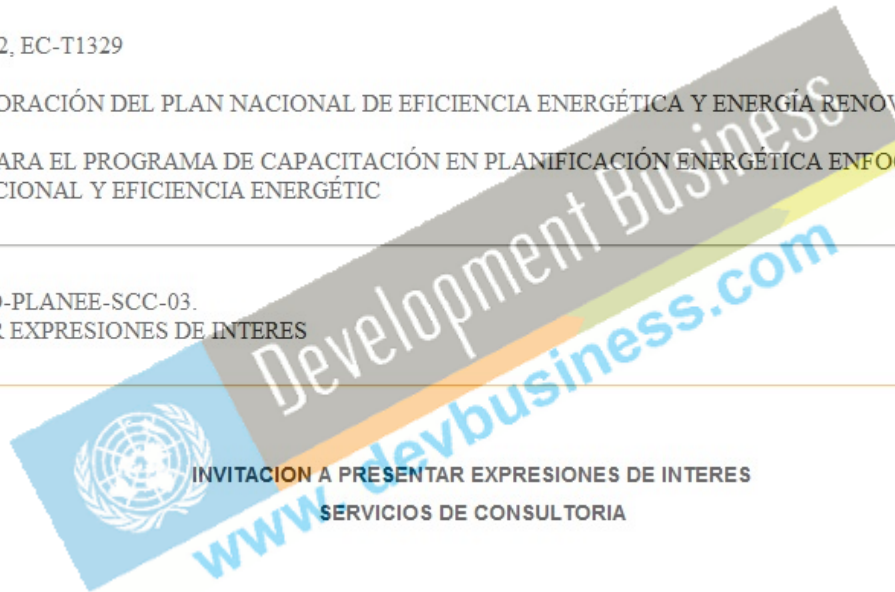 2, EC-T1329
ORACIÓN DEL PLAN NACIONAL DE EFICIENCIA ENERGÉTICA Y ENERGÍA RENOV
ARA EL PROGRAMA DE CAPACITACIÓN EN PLANIFICACIÓN ENERGÉTICA ENFO
CIONAL Y EFICIENCIA ENERGÉTIC
-PLANEE-SCC-03.
R EXPRESIONES DE INTERES
Development Business
www.devbusiness.com
INVITACION A PRESENTAR EXPRESIONES DE INTERES
SERVICIOS DE CONSULTORIA